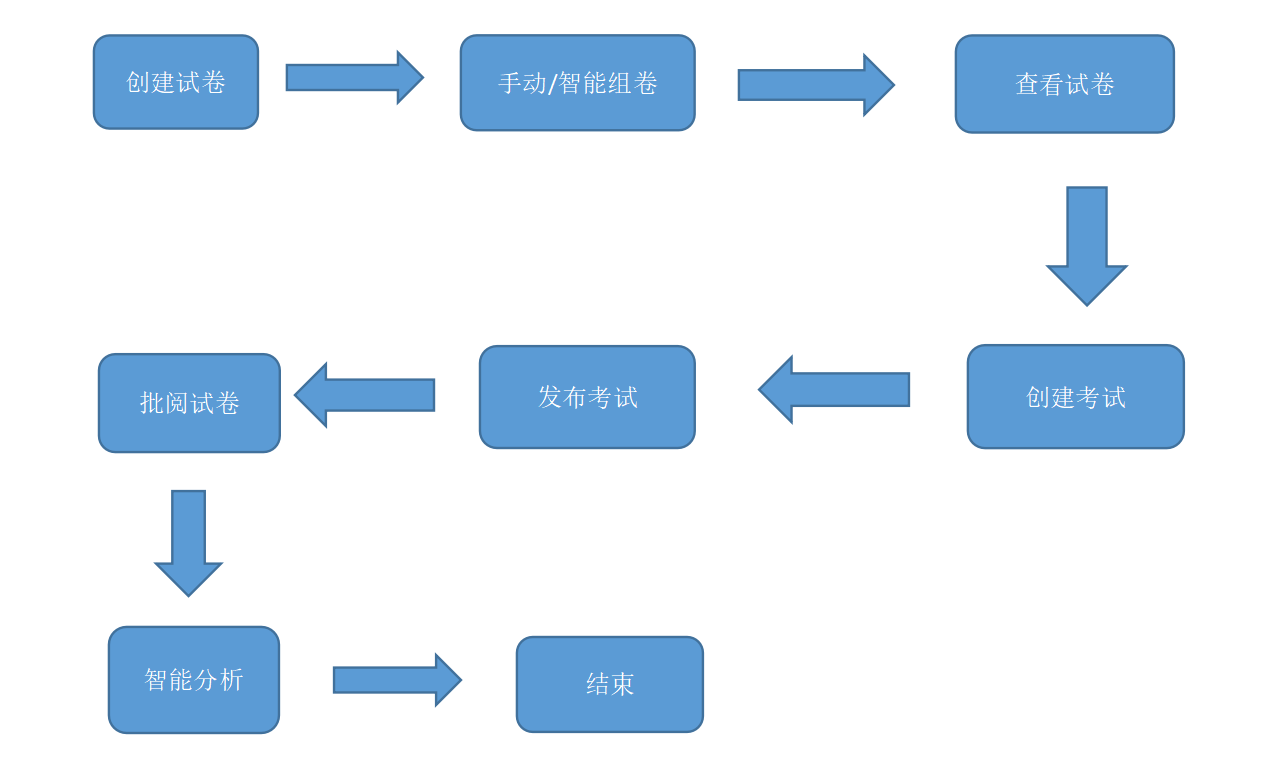 创建试卷
手动/智能组卷
查看试卷
创建考试
发布考试
批阅试卷
智能分析
结束